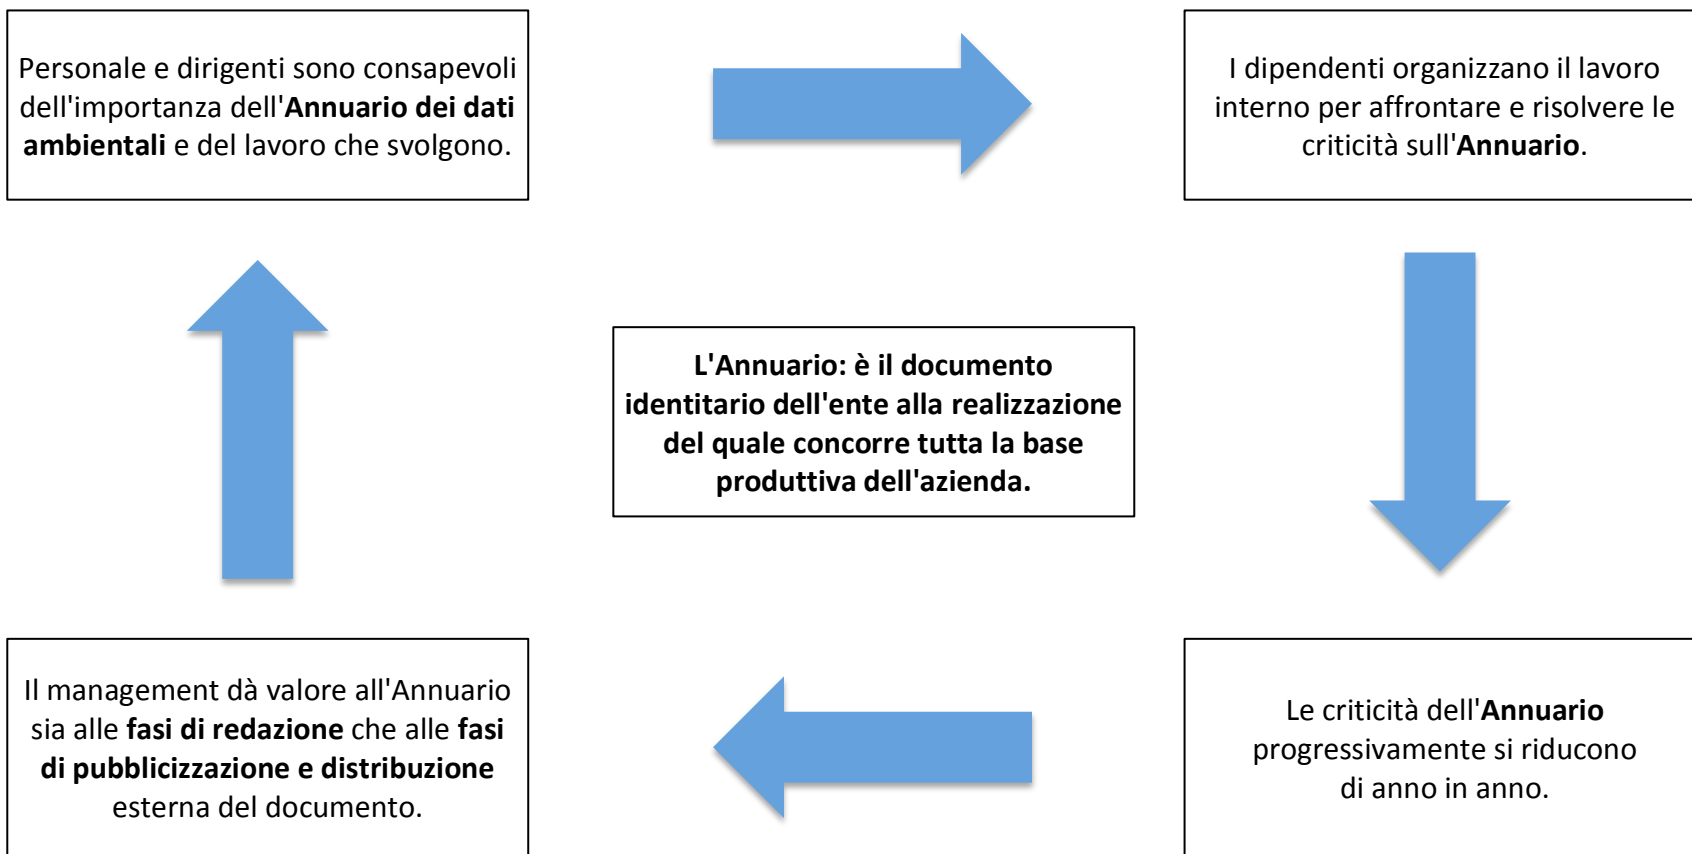 Personale e dirigenti sono consapevoli
dell'importanza dell'Annuario dei dati
ambientali e del lavoro che svolgono.
I dipendenti organizzano il lavoro
interno per affrontare e risolvere le
criticità sull'Annuario.
L'Annuario: è il documento
identitario dell'ente alla realizzazione
del quale concorre tutta la base
produttiva dell'azienda.
Il management dà valore all'Annuario
sia alle fasi di redazione che alle fasi
di pubblicizzazione e distribuzione
esterna del documento.
Le criticità dell'Annuario
progressivamente si riducono
di anno in anno.